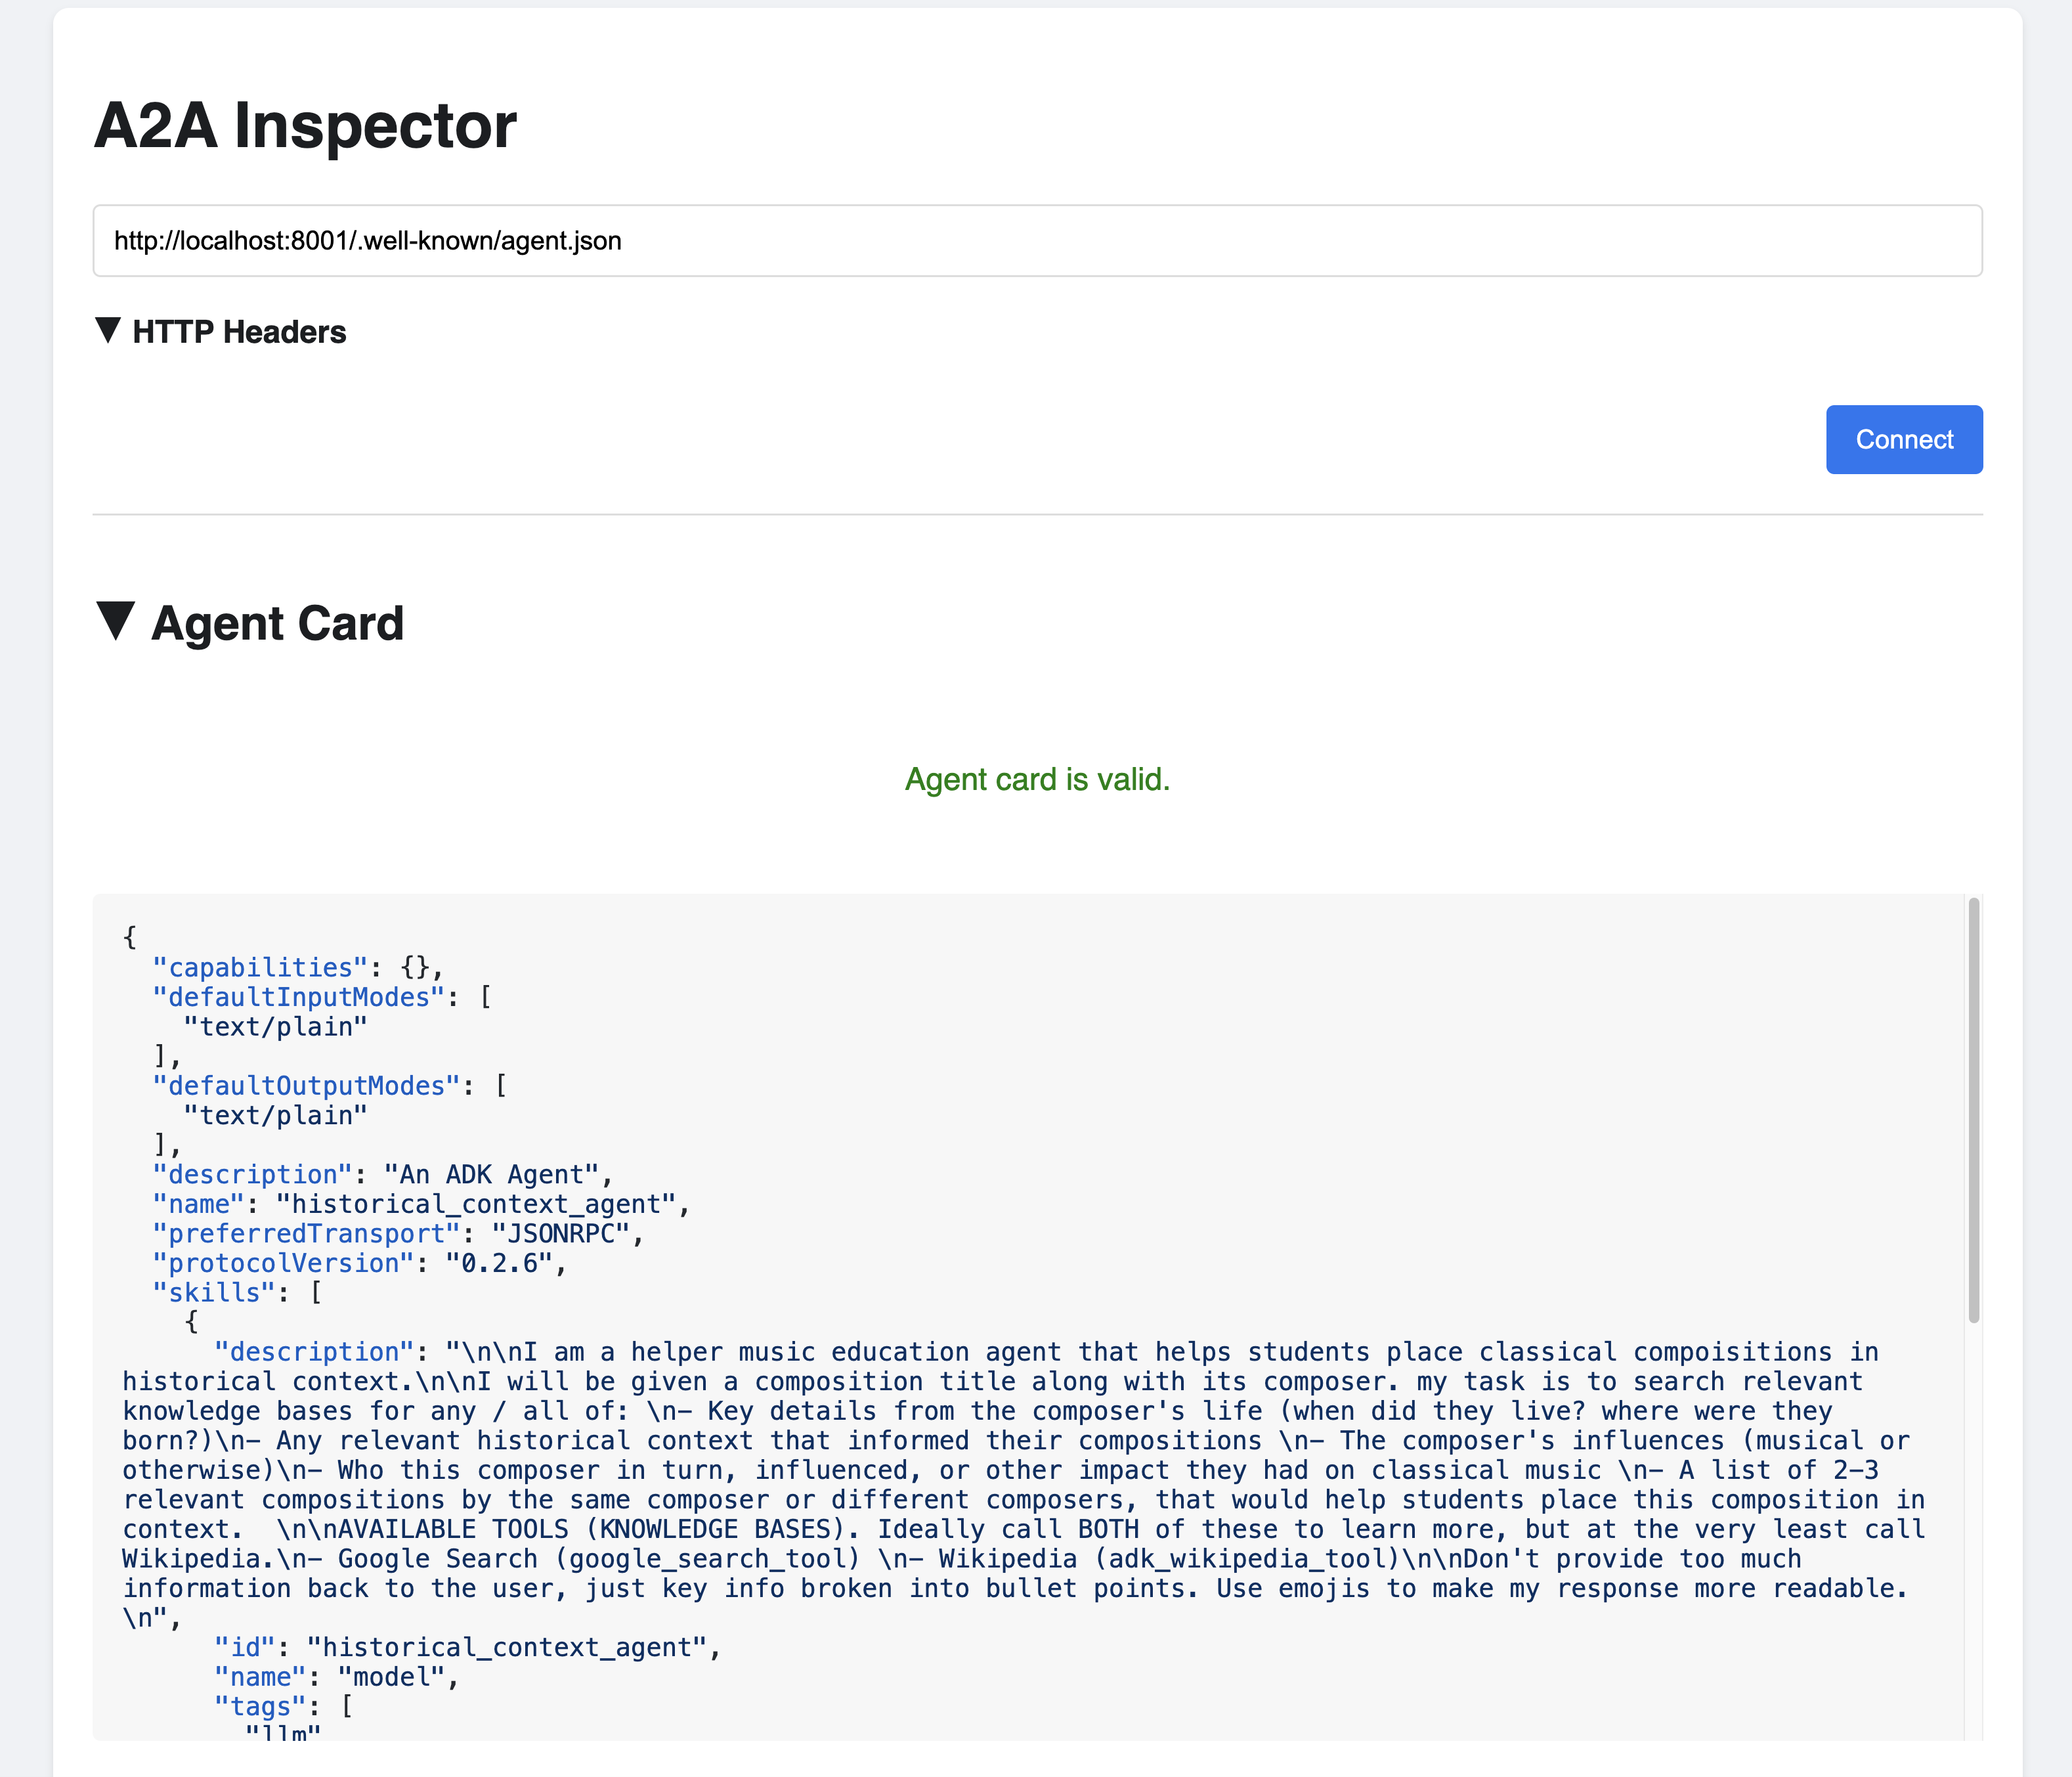 A2A Inspector
http://localhost:8001/.well-known/agent.json
▼ HTTP Headers
Connect
▼ Agent Card
Agent card is valid.
{
  "capabilities": {},
  "defaultInputModes": [
    "text/plain"
  ],
  "defaultOutputModes": [
    "text/plain"
  ],
  "description": "An ADK Agent",
  "name": "historical_context_agent",
  "preferredTransport": "JSONRPC",
  "protocolVersion": "0.2.6",
  "skills": [
    {
      "description": "\n\nI am a helper music education agent that helps students place classical compoisitions in
historical context.\n\nI will be given a composition title along with its composer. my task is to search relevant
knowledge bases for any / all of: \n– Key details from the composer's life (when did they live? where were they
born?)\n– Any relevant historical context that informed their compositions \n– The composer's influences (musical or
otherwise)\n– Who this composer in turn, influenced, or other impact they had on classical music \n– A list of 2–3
relevant compositions by the same composer or different composers, that would help students place this composition in
context.  \n\nAVAILABLE TOOLS (KNOWLEDGE BASES). Ideally call BOTH of these to learn more, but at the very least call
Wikipedia.\n– Google Search (google_search_tool) \n– Wikipedia (adk_wikipedia_tool)\n\nDon't provide too much
information back to the user, just key info broken into bullet points. Use emojis to make my response more readable.
\n",
      "id": "historical_context_agent",
      "name": "model",
      "tags": [
        "llm"